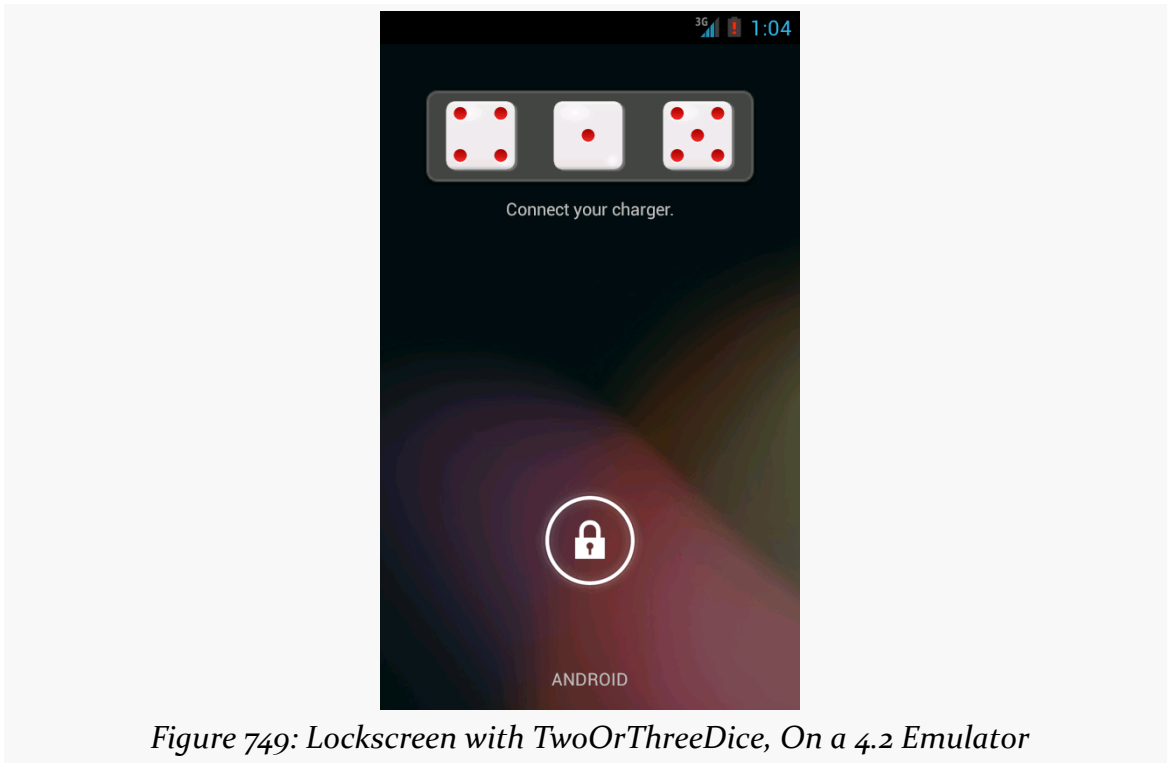 3G 1:04
Connect your charger.
ANDROID
Figure 749: Lockscreen with TwoOrThreeDice, On a 4.2 Emulator